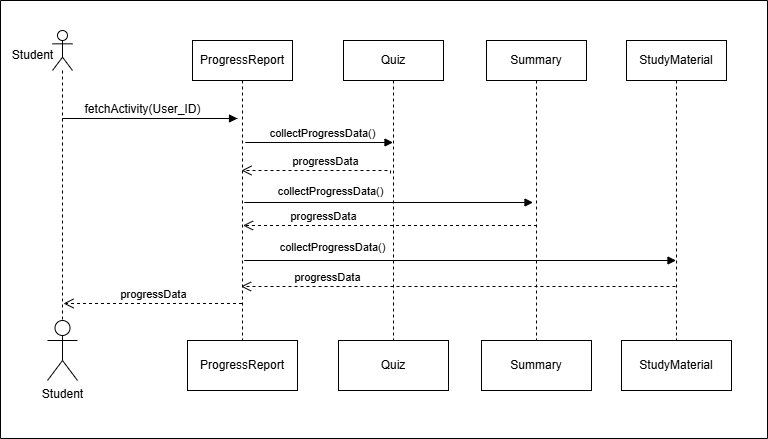 Student
ProgressReport
Quiz
Summary
StudyMaterial
fetchActivity(User_ID)
collectProgressData()
progressData
collectProgressData()
progressData
collectProgressData()
progressData
progressData
ProgressReport
Quiz
Summary
StudyMaterial
Student